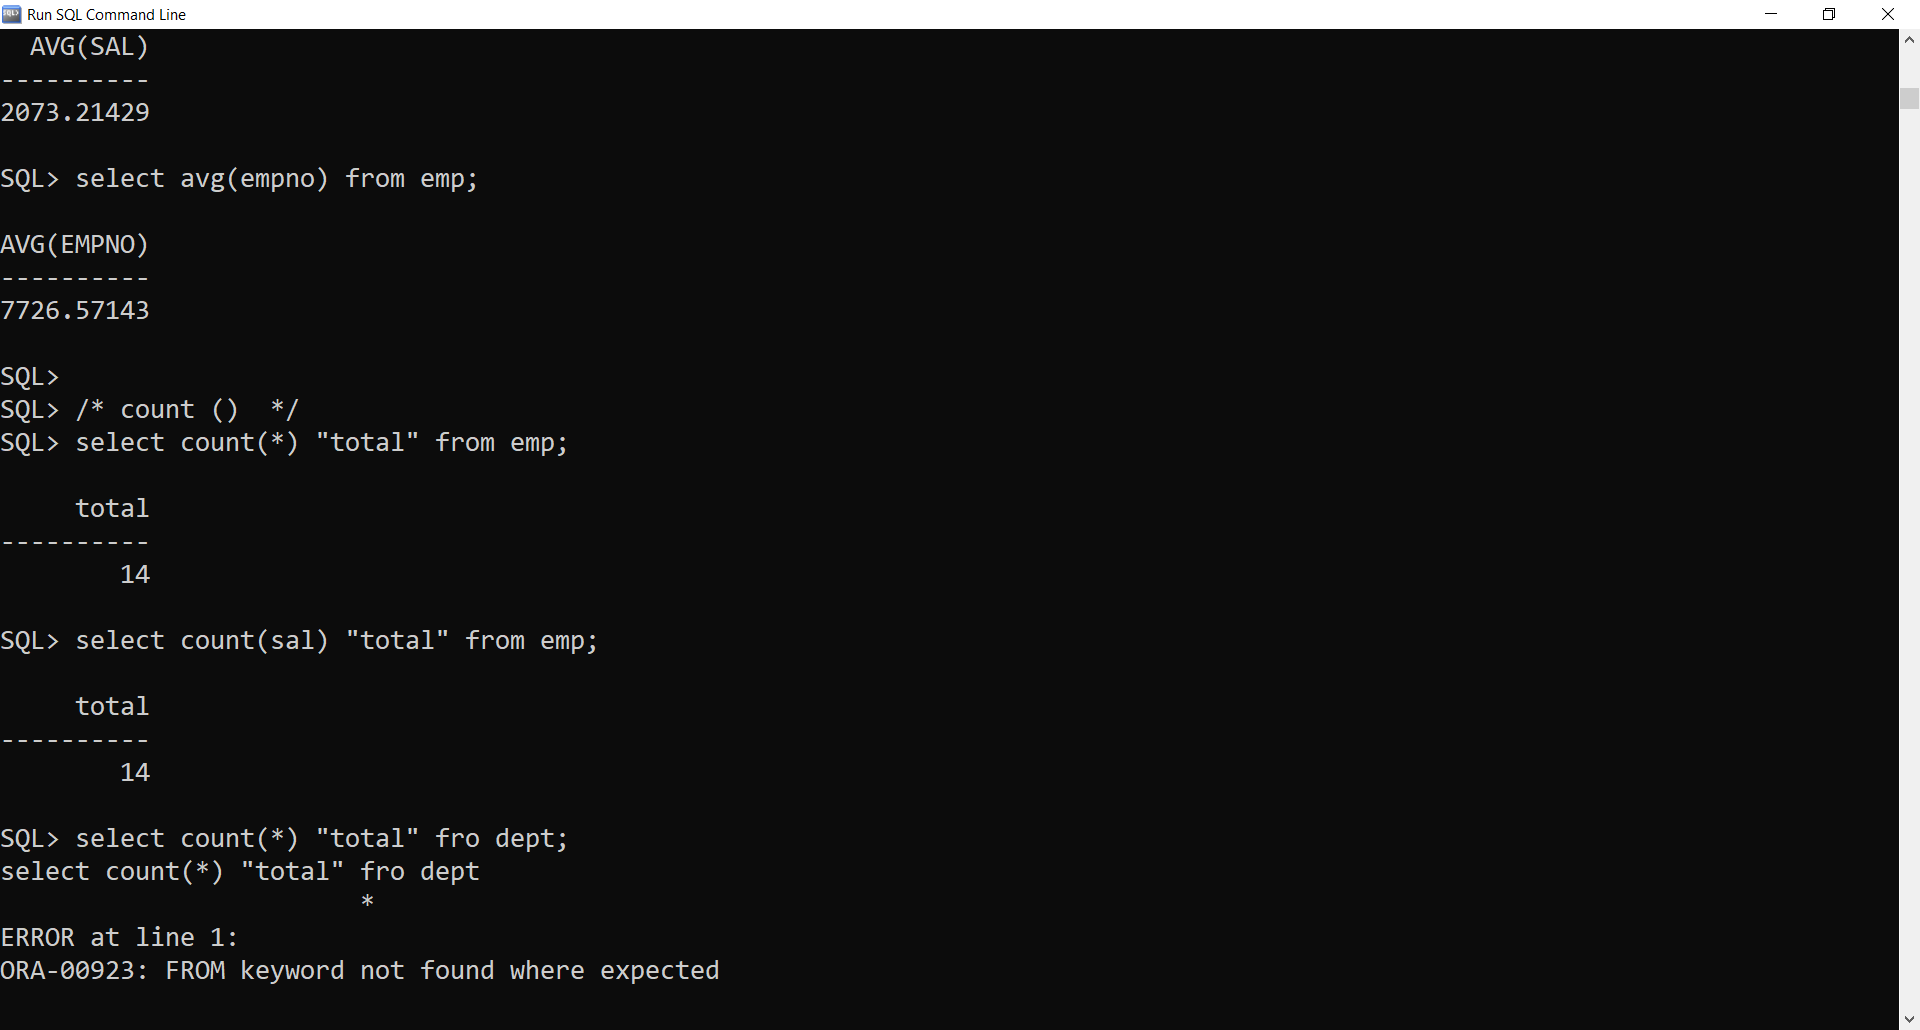 Run SQL Command Line
AVG(SAL)
----------
2073.21429
SQL> select avg(empno) from emp;
AVG(EMPNO)
----------
7726.57143
SQL>
SQL> /* count ()  */
SQL> select count(*) "total" from emp;
total
----------
14
SQL> select count(sal) "total" from emp;
total
----------
14
SQL> select count(*) "total" fro dept;
select count(*) "total" fro dept
*
ERROR at line 1:
ORA-00923: FROM keyword not found where expected